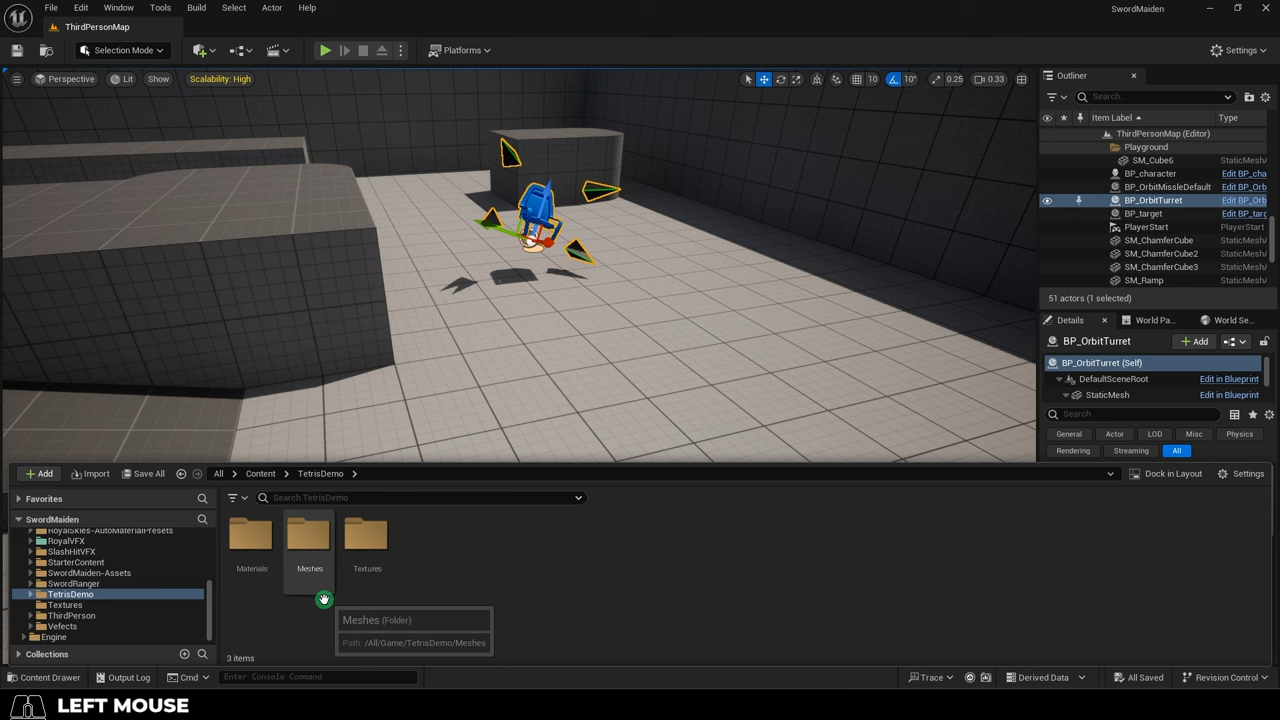 File Edit Window Tools Build Select Actor Help
SwordMaiden
ThirdPersonMap
Selection Mode
Platforms
Settings
Perspective Lit Show Scalability: High
10 10° 0.25 0.33
Outliner
Search...
Item Label Type
ThirdPersonMap (Editor)
Playground
SM_Cube6 StaticMesh
BP_character Edit BP_cha
BP_OrbitMissleDefault Edit BP_Orb
BP_OrbitTurret Edit BP_Orb
BP_target Edit BP_targ
PlayerStart PlayerStart
SM_ChamferCube StaticMesh
SM_ChamferCube2 StaticMesh
SM_ChamferCube3 StaticMesh
SM_Ramp StaticMesh
51 actors (1 selected)
Details World Pa... World Se...
BP_OrbitTurret Add
BP_OrbitTurret (Self)
DefaultSceneRoot Edit in Blueprint
StaticMesh Edit in Blueprint
Search
General Actor LOD Misc Physics
Rendering Streaming All
Add Import Save All All Content TetrisDemo Dock in Layout Settings
Favorites
Search TetrisDemo
SwordMaiden
RoyalSkies-AutoMaterialPresets
RoyalVFX
SlashHitVFX
StarterContent
SwordMaiden-Assets
SwordRanger
TetrisDemo
Textures
ThirdPerson
Vefects
Engine
Collections
Materials Meshes Textures
Meshes (Folder)
Path: /All/Game/TetrisDemo/Meshes
3 items
Content Drawer Output Log Cmd Enter Console Command Trace Derived Data All Saved Revision Control
LEFT MOUSE